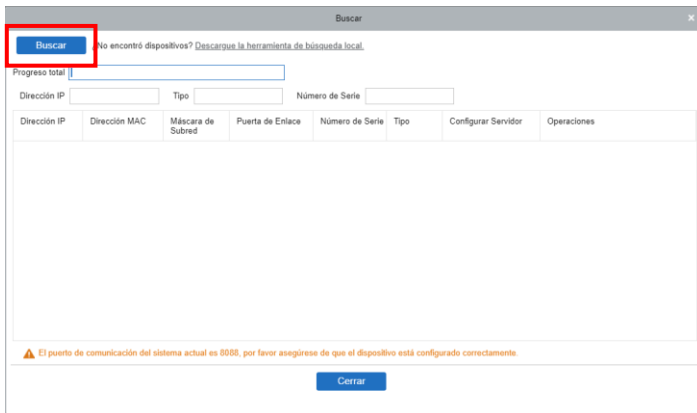 Buscar
Buscar ¿No encontró dispositivos? Descargue la herramienta de búsqueda local.
Progreso total
Dirección IP Tipo Número de Serie
Dirección IP Dirección MAC Máscara de Subred Puerta de Enlace Número de Serie Tipo Configurar Servidor Operaciones
El puerto de comunicación del sistema actual es 8088, por favor asegúrese de que el dispositivo está configurado correctamente.
Cerrar